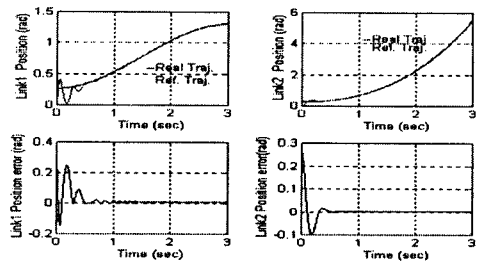 Link1 Position (rad)
1.5
1
0.5
0
0 1 2 3
Time (sec)
Real Traj.
Ref. Traj.
Link2 Position (rad)
6
4
2
0
0 1 2 3
Time (sec)
Real Traj.
Ref. Traj.
Link1 Position error(rad)
0.4
0.2
0
-0.2
0 1 2 3
Time (sec)
Link2 Position error(rad)
0.3
0.2
0.1
0
-0.1
0 1 2 3
Time (sec)